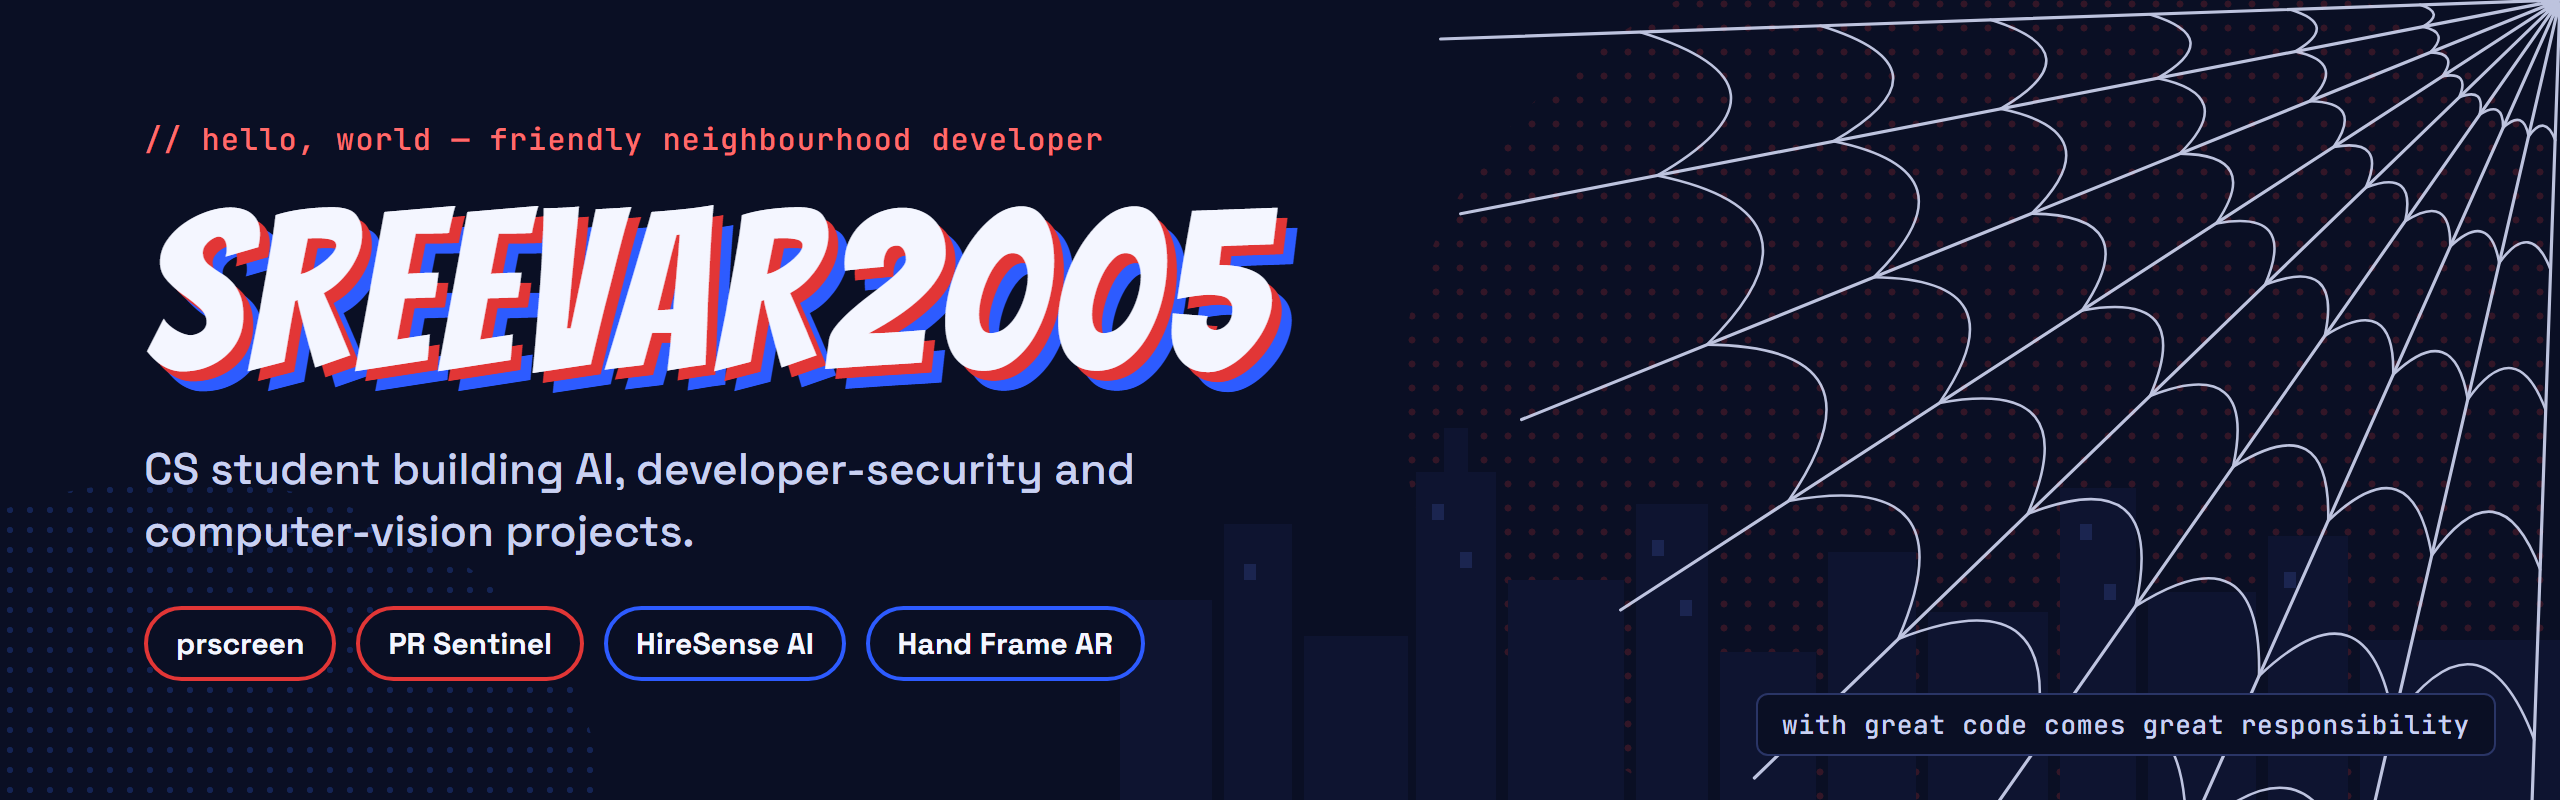 // hello, world — friendly neighbourhood developer
SREEVAR2005
CS student building AI, developer-security and
computer-vision projects.
prscreen
PR Sentinel
HireSense AI
Hand Frame AR
with great code comes great responsibility